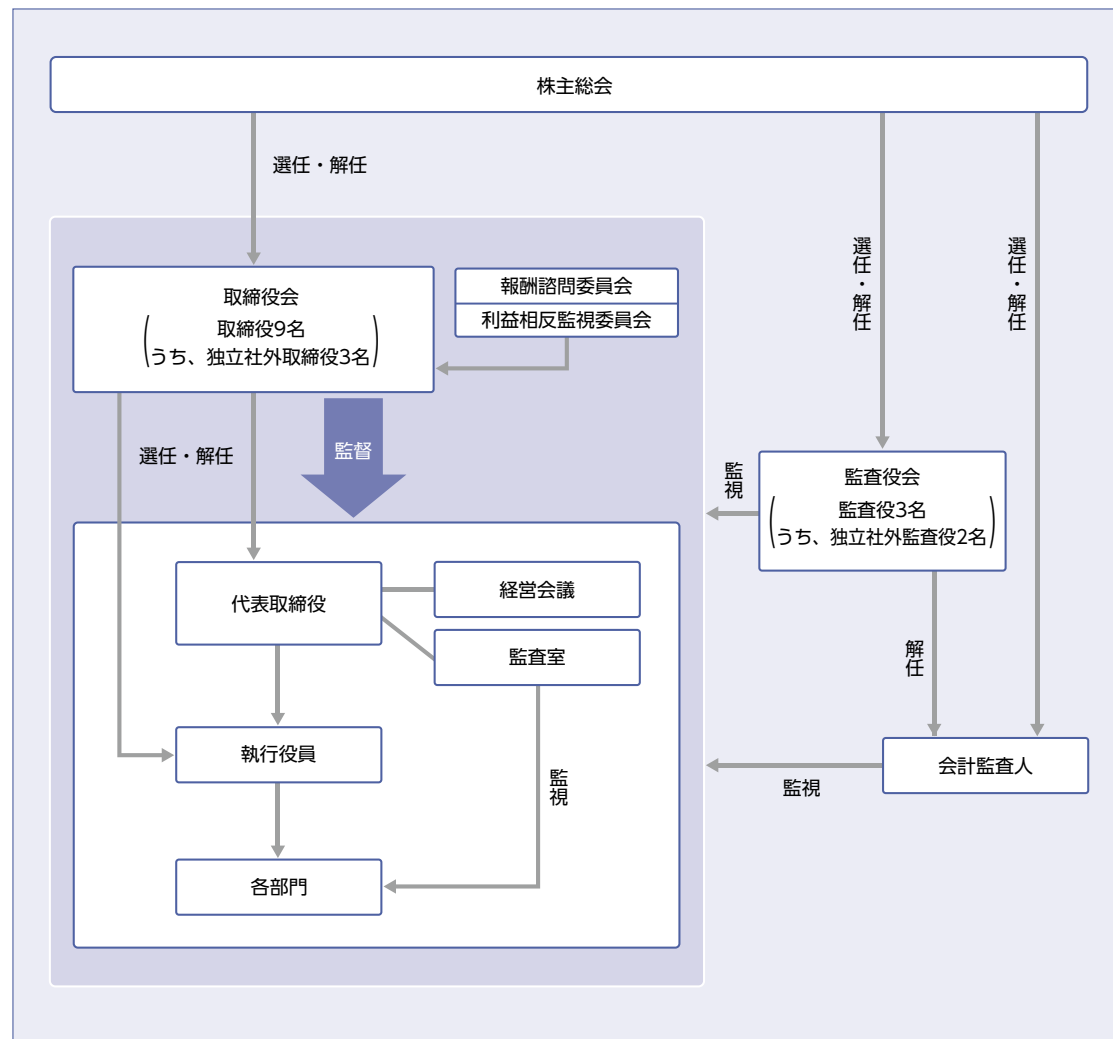 株主総会
選任・解任
選任・解任
選任・解任
取締役会
取締役9名
うち、独立社外取締役3名
報酬諮問委員会
利益相反監視委員会
選任・解任
監督
監視
監査役会
監査役3名
うち、独立社外監査役2名
代表取締役
経営会議
監査室
解任
執行役員
監視
会計監査人
監視
各部門